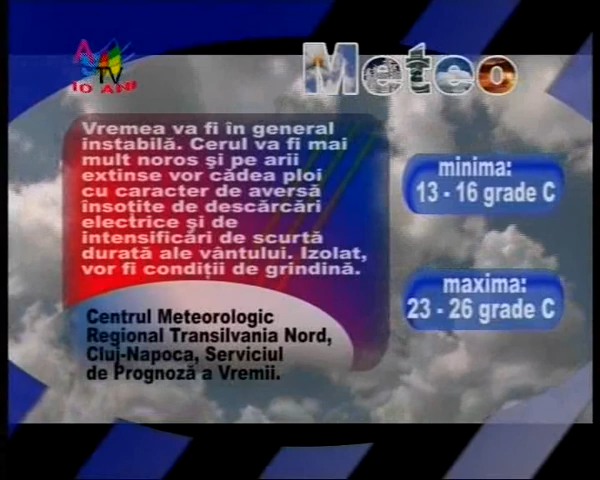 TV
10 ANI
Meteo
Vremea va fi în general
instabilă. Cerul va fi mai
mult noros şi pe arii
extinse vor cădea ploi
cu caracter de aversă
însoţite de descărcări
electrice şi de
intensificări de scurtă
durată ale vântului. Izolat,
vor fi condiţii de grindină.
minima:
13 - 16 grade C
maxima:
23 - 26 grade C
Centrul Meteorologic
Regional Transilvania Nord,
Cluj-Napoca, Serviciul
de Prognoză a Vremii.